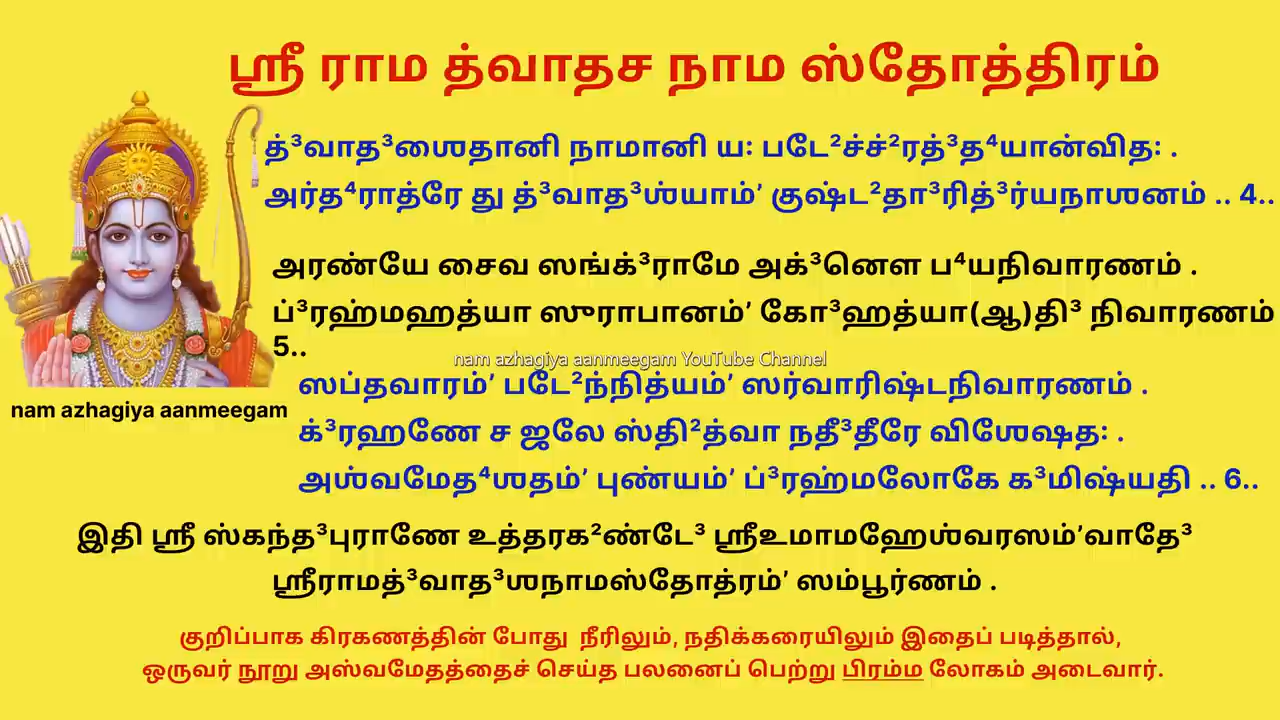 ஸ்ரீ ராம த்வாதச நாம ஸ்தோத்திரம்
த்³வாத³ஶைதானி நாமானி ய꞉ படே²ச்ச்²ரத்³த⁴யான்வித꞉ .
அர்த⁴ராத்ரே து த்³வாத³ஶ்யாம்ʼ குஷ்ட²தா³ரித்³ர்யநாஶனம் .. 4..
அரண்யே சைவ ஸங்க்³ராமே அக்³னௌ ப⁴யநிவாரணம் .
ப்³ரஹ்மஹத்யா ஸுராபானம்ʼ கோ³ஹத்யா(ஆ)தி³ நிவாரணம்
5..
nam azhagiya aanmeegam YouTube Channel
ஸப்தவாரம்ʼ படே²ந்நித்யம்ʼ ஸர்வாரிஷ்டநிவாரணம் .
nam azhagiya aanmeegam
க்³ரஹணே ச ஜலே ஸ்தி²த்வா நதீ³தீரே விஶேஷத꞉ .
அஶ்வமேத⁴ஶதம்ʼ புண்யம்ʼ ப்³ரஹ்மலோகே க³மிஷ்யதி .. 6..
இதி ஸ்ரீ ஸ்கந்த³புராணே உத்தரக²ண்டே³ ஸ்ரீஉமாமஹேஶ்வரஸம்ʼவாதே³
ஸ்ரீராமத்³வாத³ஶநாமஸ்தோத்ரம்ʼ ஸம்பூர்ணம் .
குறிப்பாக கிரகணத்தின் போது  நீரிலும், நதிக்கரையிலும் இதைப் படித்தால்,
ஒருவர் நூறு அஸ்வமேதத்தைச் செய்த பலனைப் பெற்று பிரம்ம லோகம் அடைவார்.